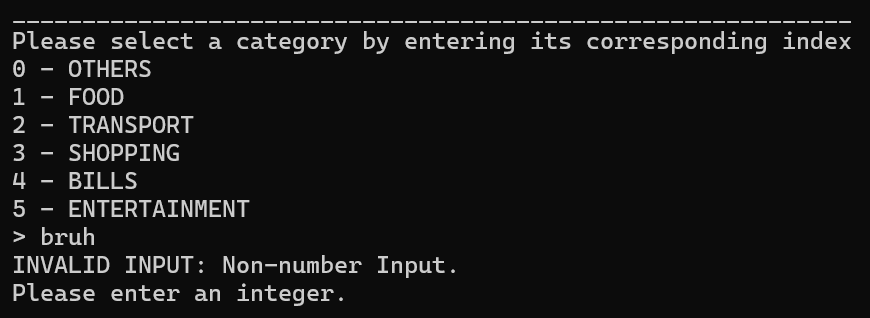 ____________________________________________________________
Please select a category by entering its corresponding index
0 - OTHERS
1 - FOOD
2 - TRANSPORT
3 - SHOPPING
4 - BILLS
5 - ENTERTAINMENT
> bruh
INVALID INPUT: Non-number Input.
Please enter an integer.